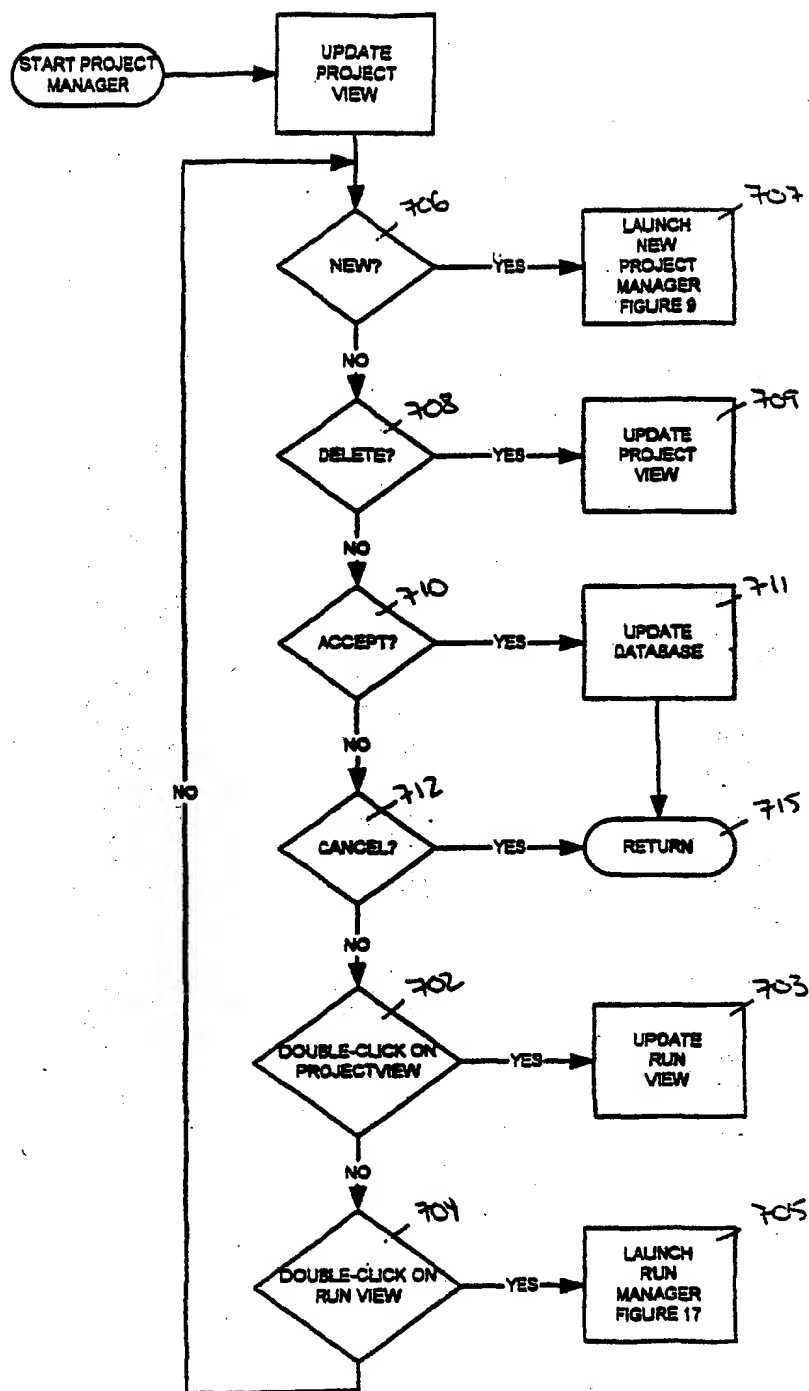 START PROJECT
MANAGER
UPDATE
PROJECT
VIEW
706
NEW?
YES
707
LAUNCH
NEW
PROJECT
MANAGER
FIGURE 9
NO
708
DELETE?
YES
709
UPDATE
PROJECT
VIEW
NO
710
ACCEPT?
YES
711
UPDATE
DATABASE
NO
NO
712
CANCEL?
YES
715
RETURN
NO
702
DOUBLE-CLICK ON
PROJECTVIEW
YES
703
UPDATE
RUN
VIEW
NO
704
DOUBLE-CLICK ON
RUN VIEW
YES
705
LAUNCH
RUN
MANAGER
FIGURE 17